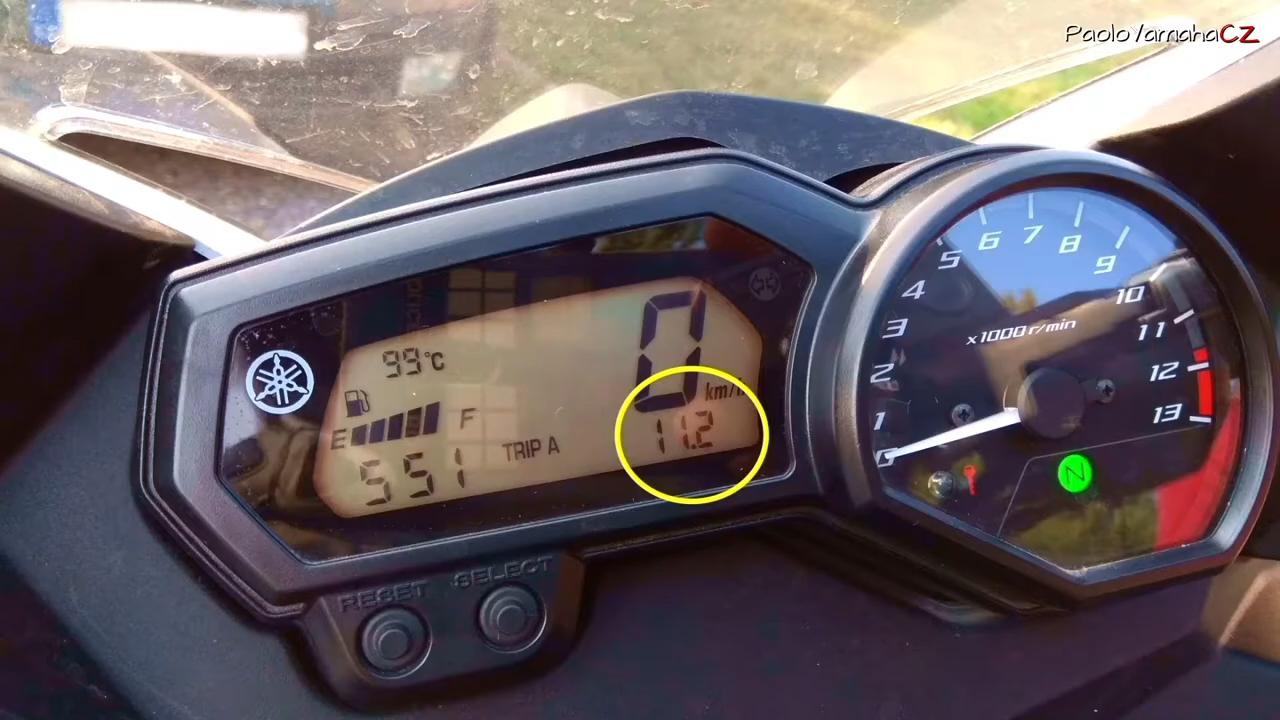 PaoloYamahaCZ
99°C
0
km/h
E F
551
TRIP A
11.2
RESET
SELECT
0
1
2
3
4
5
6
7
8
9
10
11
12
13
x1000 r/min
N